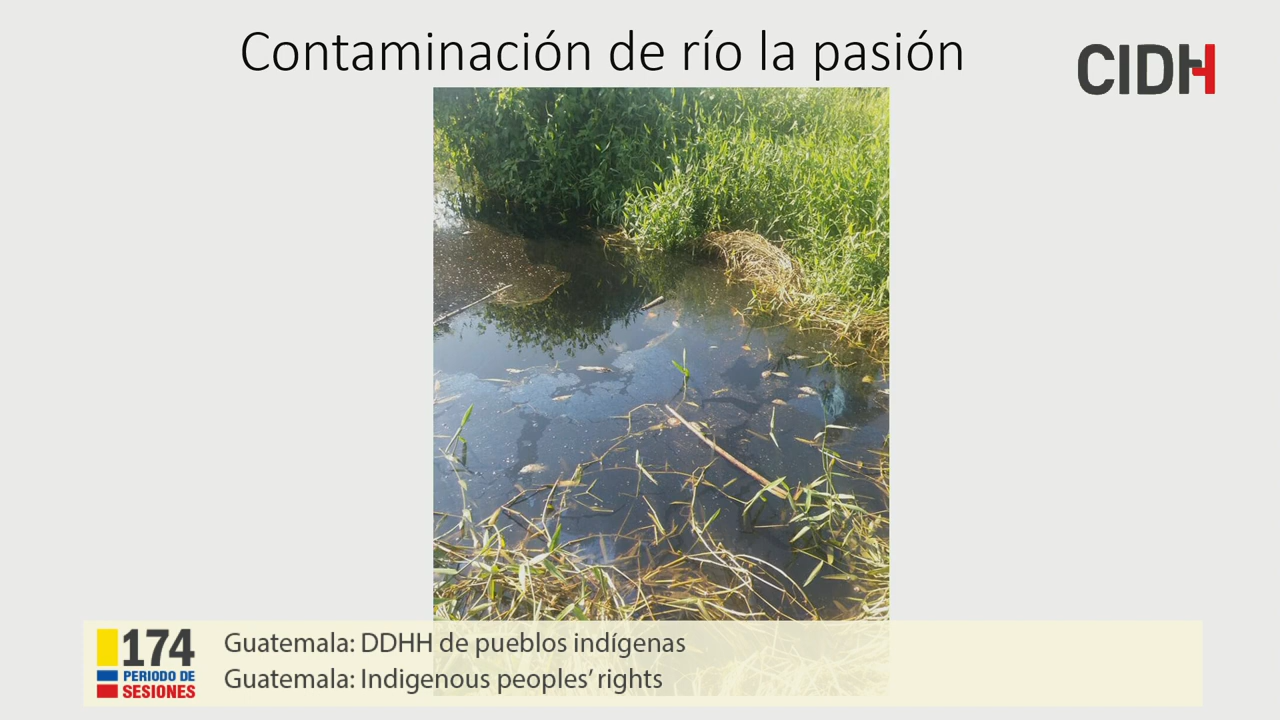 Contaminación de río la pasión
CIDH
174
PERIODO DE
SESIONES
Guatemala: DDHH de pueblos indígenas
Guatemala: Indigenous peoples’ rights